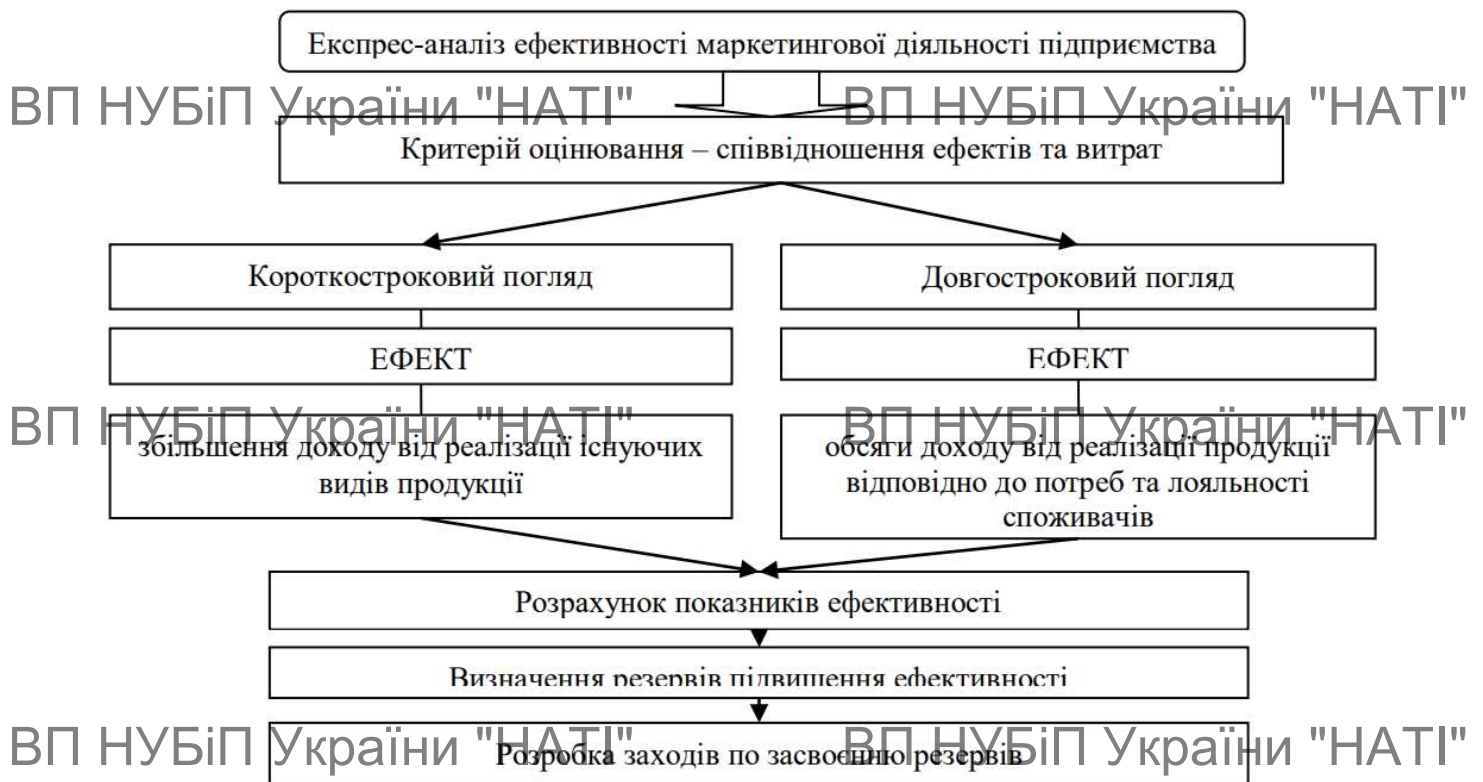 Експрес-аналіз ефективності маркетингової діяльності підприємства
ВП НУБіП України "НАТІ" ВП НУБіП України "НАТІ"
Критерій оцінювання – співвідношення ефектів та витрат
Короткостроковий погляд
Довгостроковий погляд
ЕФЕКТ
ЕФЕКТ
ВП НУБіП України "НАТІ" ВП НУБіП України "НАТІ"
збільшення доходу від реалізації існуючих
видів продукції
обсяги доходу від реалізації продукції
відповідно до потреб та лояльності
споживачів
Розрахунок показників ефективності
Визначення резервів підвищення ефективності
ВП НУБіП України "НАТІ" ВП НУБіП України "НАТІ"
Розробка заходів по засвоєнню резервів